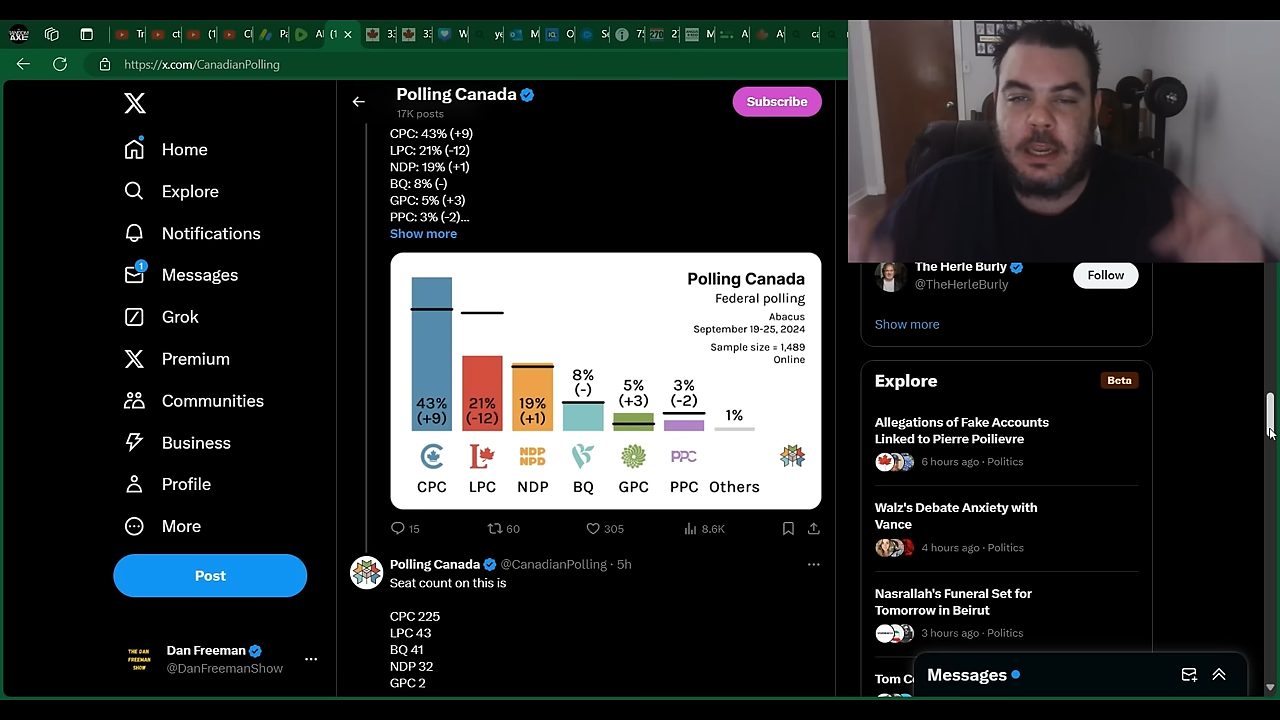 https://x.com/CanadianPolling
Home
Explore
Notifications
1
Messages
Grok
Premium
Communities
Business
Profile
More
Post
Dan Freeman
@DanFreemanShow
Polling Canada
17K posts
Subscribe
CPC: 43% (+9)
LPC: 21% (-12)
NDP: 19% (+1)
BQ: 8% (-)
GPC: 5% (+3)
PPC: 3% (-2)...
Show more
Polling Canada
Federal polling
Abacus
September 19-25, 2024
Sample size = 1,489
Online
43% (+9)
21% (-12)
19% (+1)
8% (-)
5% (+3)
3% (-2)
1%
NDP
NPD
PPC
CPC LPC NDP BQ GPC PPC Others
15 60 305 8.6K
Polling Canada @CanadianPolling · 5h
Seat count on this is
CPC 225
LPC 43
BQ 41
NDP 32
GPC 2
The Herle Burly
@TheHerleBurly
Follow
Show more
Explore
Beta
Allegations of Fake Accounts
Linked to Pierre Poilievre
6 hours ago · Politics
Walz's Debate Anxiety with
Vance
4 hours ago · Politics
Nasrallah's Funeral Set for
Tomorrow in Beirut
3 hours ago · Politics
Messages